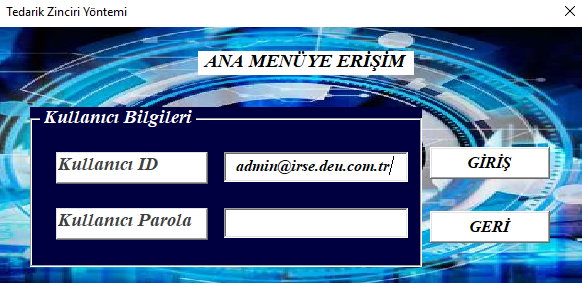 Tedarik Zinciri Yöntemi
ANA MENÜYE ERİŞİM
Kullanıcı Bilgileri
Kullanıcı ID
admin@irse.deu.com.tr
GİRİŞ
Kullanıcı Parola
GERİ